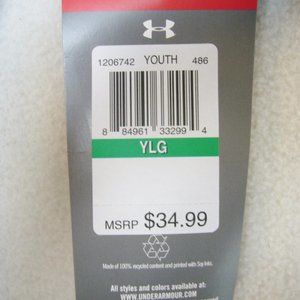 1206742 YOUTH 486
8 84961 33299 4
YLG
MSRP $34.99
Made of 100% recycled content and printed with Soy Inks.
All styles and colors available at:
WWW.UNDERARMOUR.COM